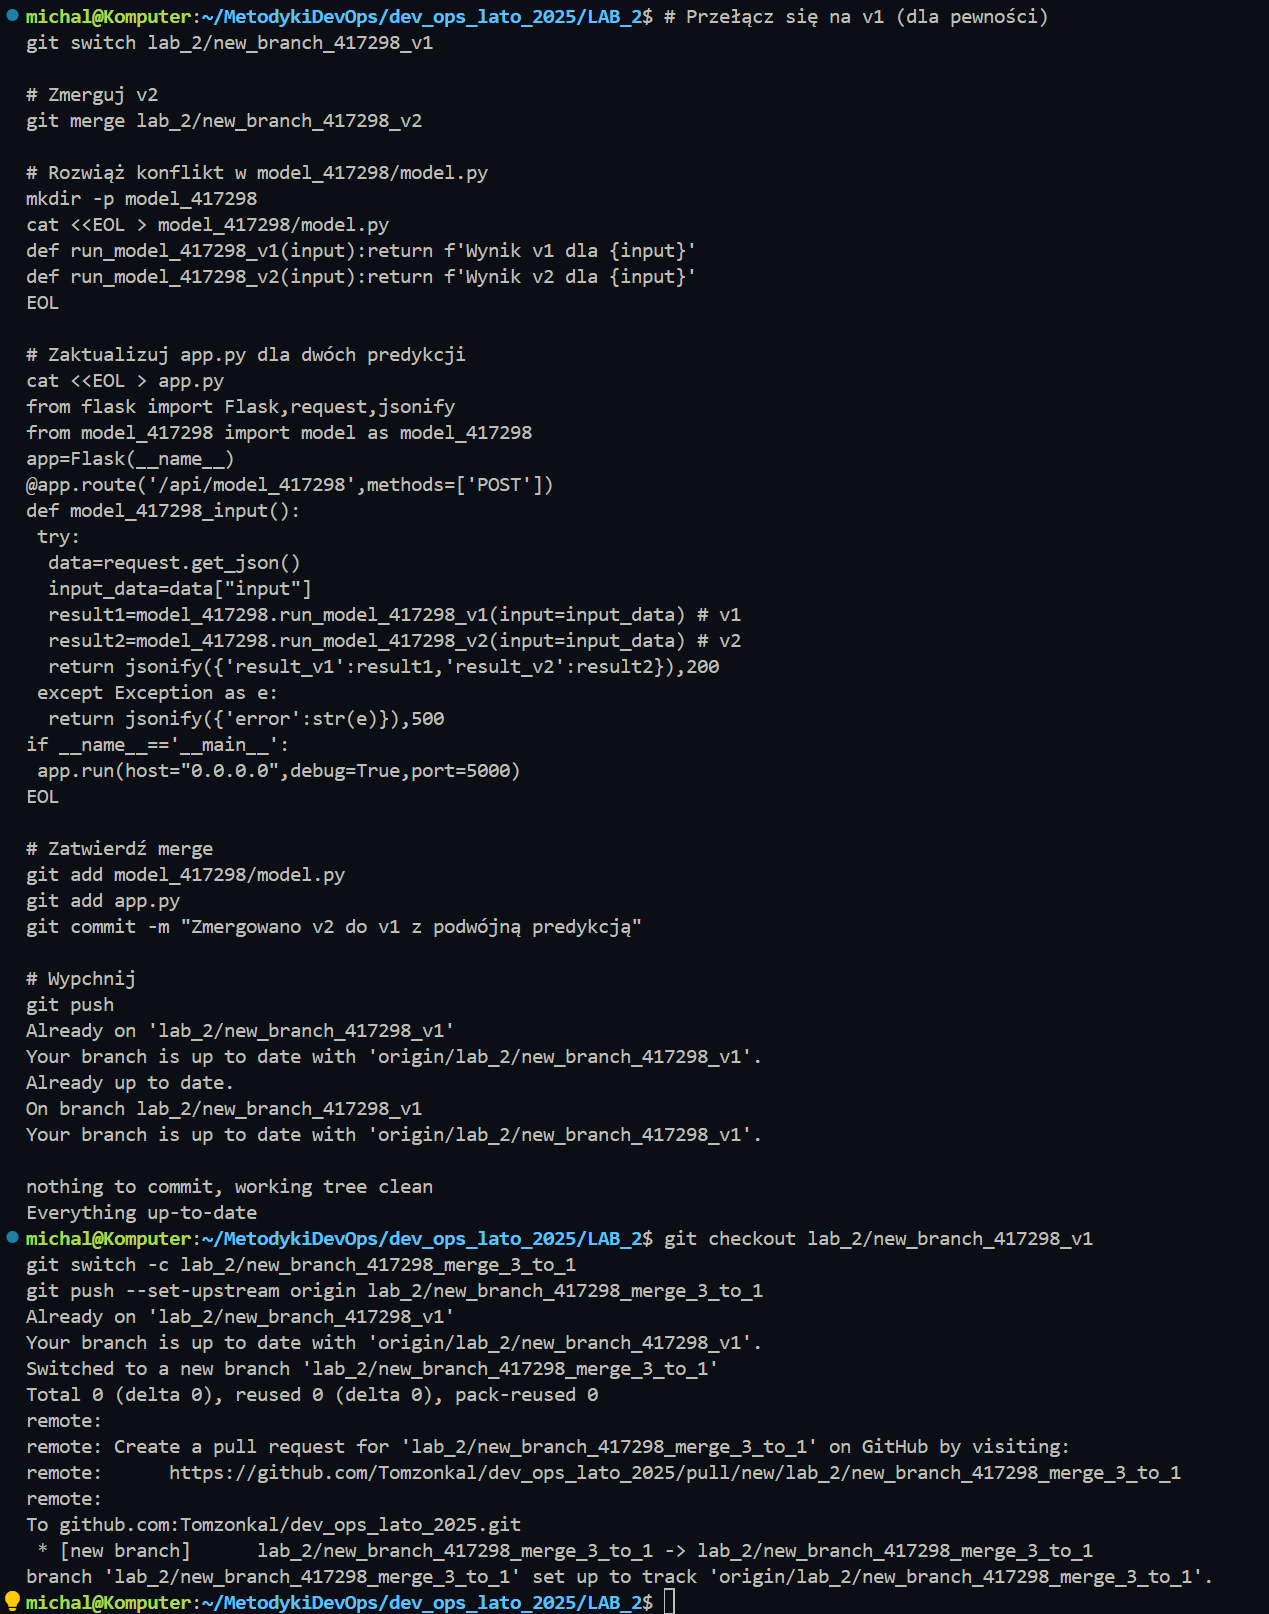 michal@Komputer:~/MetodykiDevOps/dev_ops_lato_2025/LAB_2$ # Przełącz się na v1 (dla pewności)
git switch lab_2/new_branch_417298_v1

# Zmerguj v2
git merge lab_2/new_branch_417298_v2

# Rozwiąż konflikt w model_417298/model.py
mkdir -p model_417298
cat <<EOL > model_417298/model.py
def run_model_417298_v1(input):return f'Wynik v1 dla {input}'
def run_model_417298_v2(input):return f'Wynik v2 dla {input}'
EOL

# Zaktualizuj app.py dla dwóch predykcji
cat <<EOL > app.py
from flask import Flask,request,jsonify
from model_417298 import model as model_417298
app=Flask(__name__)
@app.route('/api/model_417298',methods=['POST'])
def model_417298_input():
 try:
  data=request.get_json()
  input_data=data["input"]
  result1=model_417298.run_model_417298_v1(input=input_data) # v1
  result2=model_417298.run_model_417298_v2(input=input_data) # v2
  return jsonify({'result_v1':result1,'result_v2':result2}),200
 except Exception as e:
  return jsonify({'error':str(e)}),500
if __name__=='__main__':
 app.run(host="0.0.0.0",debug=True,port=5000)
EOL

# Zatwierdź merge
git add model_417298/model.py
git add app.py
git commit -m "Zmergowano v2 do v1 z podwójną predykcją"

# Wypchnij
git push
Already on 'lab_2/new_branch_417298_v1'
Your branch is up to date with 'origin/lab_2/new_branch_417298_v1'.
Already up to date.
On branch lab_2/new_branch_417298_v1
Your branch is up to date with 'origin/lab_2/new_branch_417298_v1'.

nothing to commit, working tree clean
Everything up-to-date
michal@Komputer:~/MetodykiDevOps/dev_ops_lato_2025/LAB_2$ git checkout lab_2/new_branch_417298_v1
git switch -c lab_2/new_branch_417298_merge_3_to_1
git push --set-upstream origin lab_2/new_branch_417298_merge_3_to_1
Already on 'lab_2/new_branch_417298_v1'
Your branch is up to date with 'origin/lab_2/new_branch_417298_v1'.
Switched to a new branch 'lab_2/new_branch_417298_merge_3_to_1'
Total 0 (delta 0), reused 0 (delta 0), pack-reused 0
remote:
remote: Create a pull request for 'lab_2/new_branch_417298_merge_3_to_1' on GitHub by visiting:
remote:      https://github.com/Tomzonkal/dev_ops_lato_2025/pull/new/lab_2/new_branch_417298_merge_3_to_1
remote:
To github.com:Tomzonkal/dev_ops_lato_2025.git
 * [new branch]      lab_2/new_branch_417298_merge_3_to_1 -> lab_2/new_branch_417298_merge_3_to_1
branch 'lab_2/new_branch_417298_merge_3_to_1' set up to track 'origin/lab_2/new_branch_417298_merge_3_to_1'.
michal@Komputer:~/MetodykiDevOps/dev_ops_lato_2025/LAB_2$